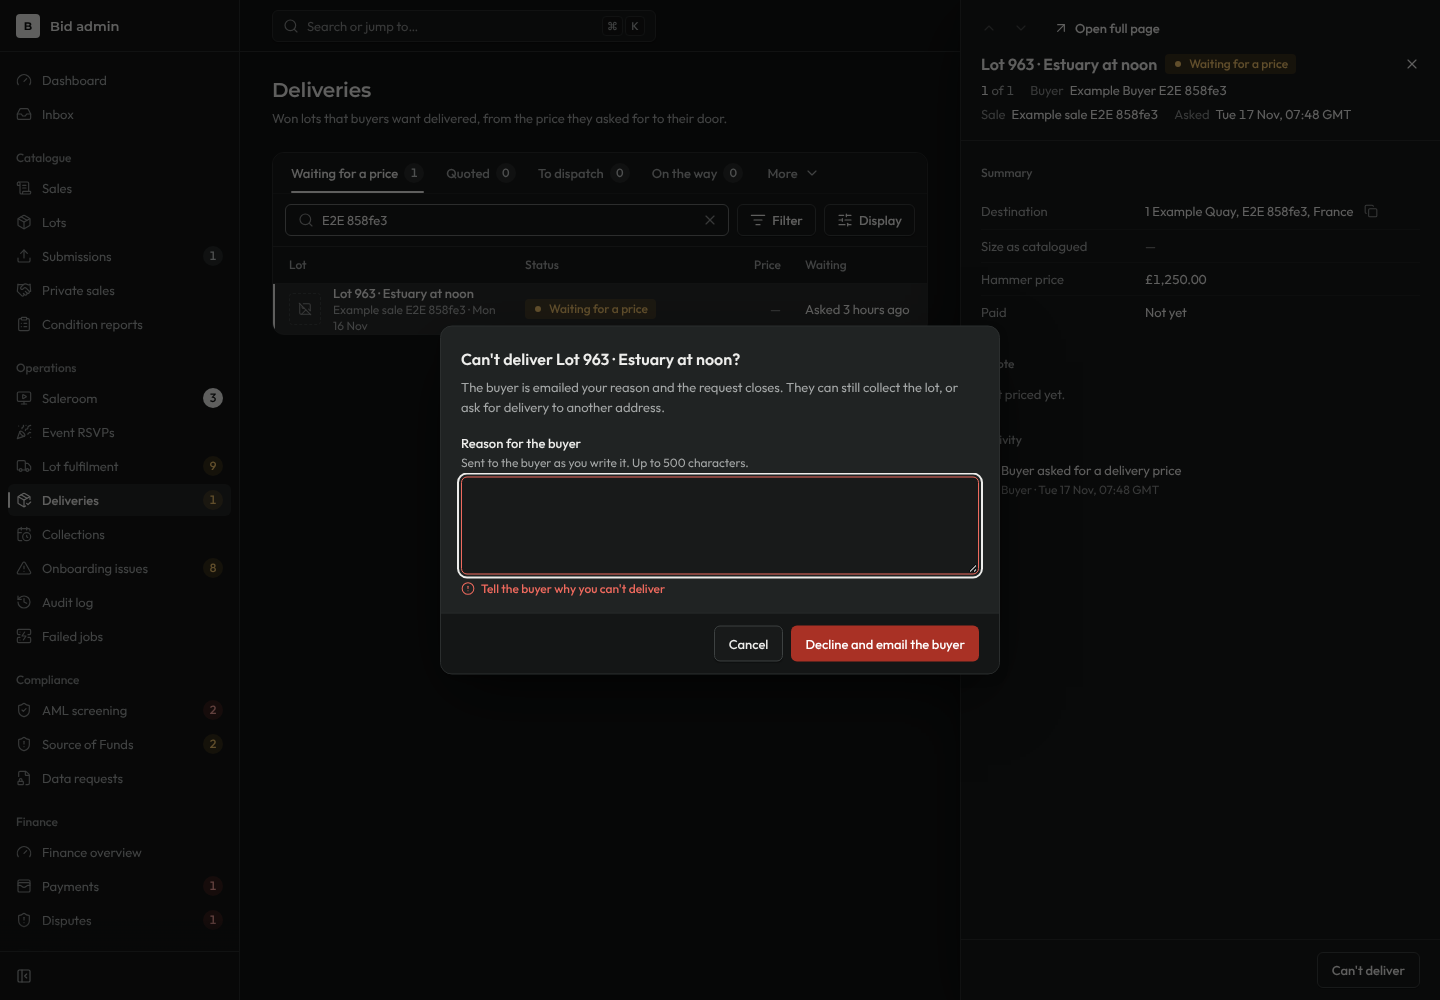 B Bid admin
Dashboard
Inbox
Catalogue
Sales
Lots
Submissions 1
Private sales
Condition reports
Operations
Saleroom 3
Event RSVPs
Lot fulfilment 9
Deliveries 1
Collections
Onboarding issues 8
Audit log
Failed jobs
Compliance
AML screening 2
Source of Funds 2
Data requests
Finance
Finance overview
Payments 1
Disputes 1
Search or jump to... ⌘ K
Deliveries
Won lots that buyers want delivered, from the price they asked for to their door.
Waiting for a price 1 Quoted 0 To dispatch 0 On the way 0 More
E2E 858fe3 Filter Display
Lot Status Price Waiting
Lot 963 · Estuary at noon
Example sale E2E 858fe3 · Mon
16 Nov
Waiting for a price — Asked 3 hours ago
Can't deliver Lot 963 · Estuary at noon?
The buyer is emailed your reason and the request closes. They can still collect the lot, or
ask for delivery to another address.
Reason for the buyer
Sent to the buyer as you write it. Up to 500 characters.
Tell the buyer why you can't deliver
Cancel Decline and email the buyer
Open full page
Lot 963 · Estuary at noon Waiting for a price
1 of 1 Buyer Example Buyer E2E 858fe3
Sale Example sale E2E 858fe3 Asked Tue 17 Nov, 07:48 GMT
Summary
Destination 1 Example Quay, E2E 858fe3, France
Size as catalogued —
Hammer price £1,250.00
Paid Not yet
priced yet.
Buyer asked for a delivery price
Buyer · Tue 17 Nov, 07:48 GMT
Can't deliver